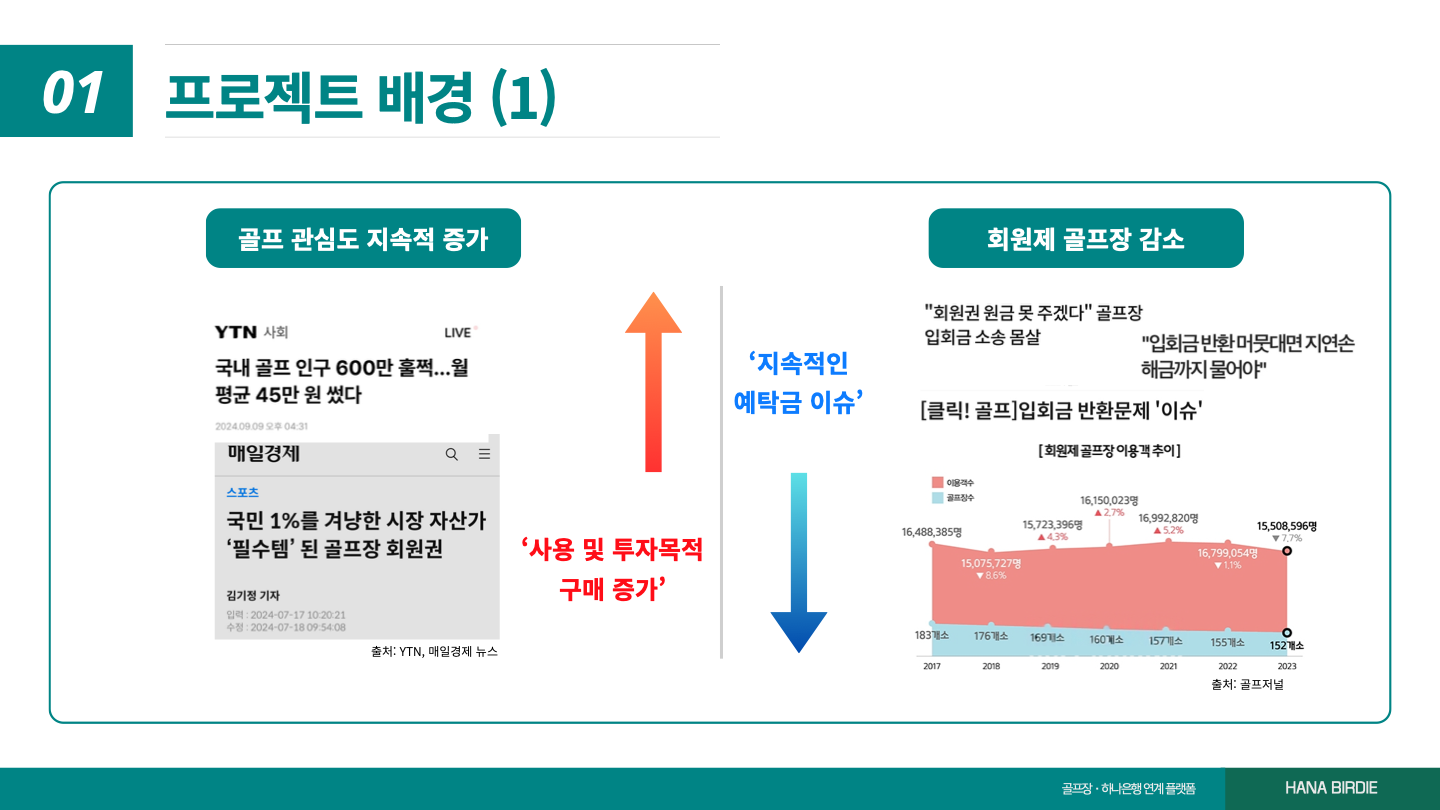 01
프로젝트 배경 (1)
골프 관심도 지속적 증가
YTN 사회 LIVE
국내 골프 인구 600만 훌쩍...월
평균 45만 원 썼다
2024.09.09 오후 04:31
매일경제
스포츠
국민 1%를 겨냥한 시장 자산가
‘필수템’ 된 골프장 회원권
김기정 기자
입력 : 2024-07-17 10:20:21
수정 : 2024-07-18 09:54:08
출처: YTN, 매일경제 뉴스
‘사용 및 투자목적
구매 증가’
‘지속적인
예탁금 이슈’
회원제 골프장 감소
"회원권 원금 못 주겠다" 골프장
입회금 소송 몸살
"입회금 반환 머뭇대면 지연손
해금까지 물어야"
[클릭! 골프]입회금 반환문제 '이슈'
[회원제 골프장 이용객 추이]
이용객수
골프장수
16,488,385명
15,075,727명
▼8.6%
15,723,396명
▲4.3%
16,150,023명
▲2.7%
16,992,820명
▲5.2%
16,799,054명
▼1.1%
15,508,596명
▼7.7%
183개소 176개소 169개소 160개소 157개소 155개소 152개소
2017 2018 2019 2020 2021 2022 2023
출처: 골프저널
골프장 · 하나은행 연계 플랫폼
HANA BIRDIE